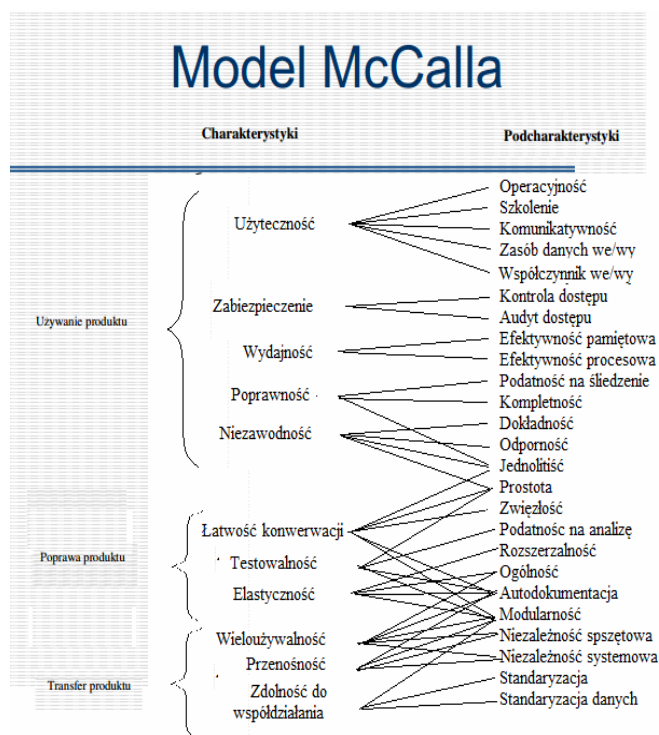 Model McCalla
Charakterystyki
Podcharakterystyki
Używanie produktu
Użyteczność
Zabiezpieczenie
Wydajność
Poprawność
Niezawodność
Poprawa produktu
Łatwość konwerwacji
Testowalność
Elastyczność
Transfer produktu
Wieloużywalność
Przenośność
Zdolność do
współdziałania
Operacyjność
Szkolenie
Komunikatywność
Zasób danych we/wy
Współczynnik we/wy
Kontrola dostępu
Audyt dostępu
Efektywność pamiętowa
Efektywność procesowa
Podatność na śliedzenie
Kompletność
Dokładność
Odporność
Jednolitiść
Prostota
Zwięzłość
Podatnośc na analizę
Rozszerzalność
Ogólność
Autodokumentacja
Modularność
Niezależność spszętowa
Niezależność systemowa
Standaryzacja
Standaryzacja danych